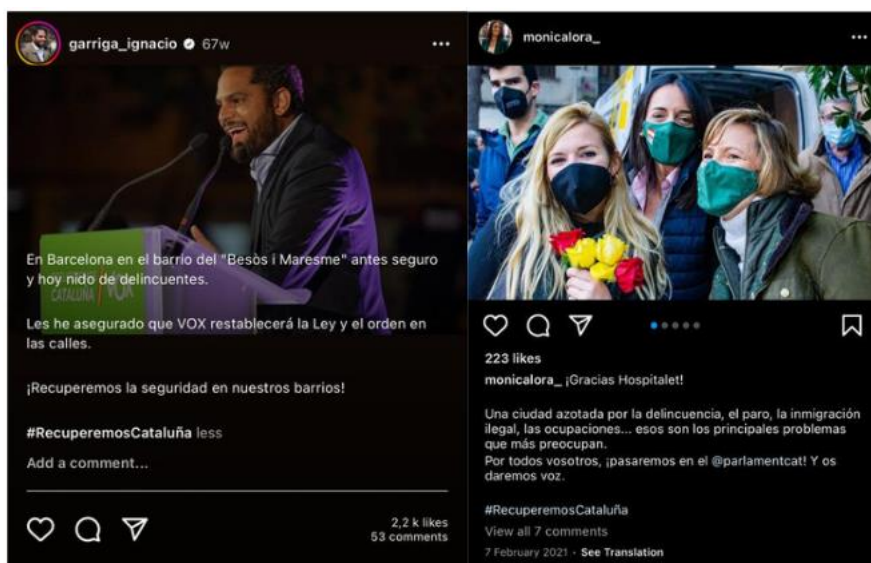 garriga_ignacio 67w
CATALUÑA VOX
En Barcelona en el barrio del "Besòs i Maresme" antes seguro
y hoy nido de delincuentes.
Les he asegurado que VOX restablecerá la Ley y el orden en
las calles.
¡Recuperemos la seguridad en nuestros barrios!
#RecuperemosCataluña less
Add a comment...
2,2 k likes
53 comments
monicalora_
223 likes
monicalora_ ¡Gracias Hospitalet!
Una ciudad azotada por la delincuencia, el paro, la inmigración
ilegal, las ocupaciones... esos son los principales problemas
que más preocupan.
Por todos vosotros, ¡pasaremos en el @parlamentcat! Y os
daremos voz.
#RecuperemosCataluña
View all 7 comments
7 February 2021 · See Translation